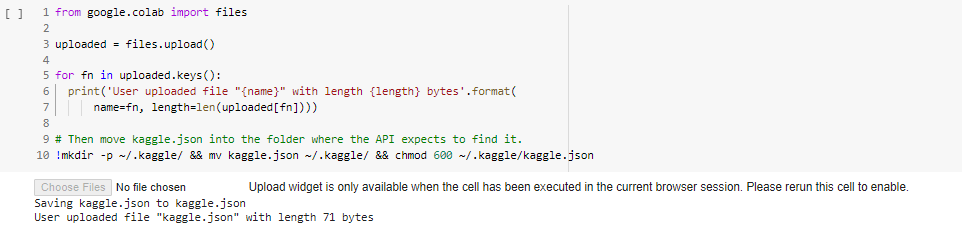 [ ] 1 from google.colab import files
2
3 uploaded = files.upload()
4
5 for fn in uploaded.keys():
6 print('User uploaded file "{name}" with length {length} bytes'.format(
7 name=fn, length=len(uploaded[fn])))
8
9 # Then move kaggle.json into the folder where the API expects to find it.
10 !mkdir -p ~/.kaggle/ && mv kaggle.json ~/.kaggle/ && chmod 600 ~/.kaggle/kaggle.json
Choose Files No file chosen Upload widget is only available when the cell has been executed in the current browser session. Please rerun this cell to enable.
Saving kaggle.json to kaggle.json
User uploaded file "kaggle.json" with length 71 bytes